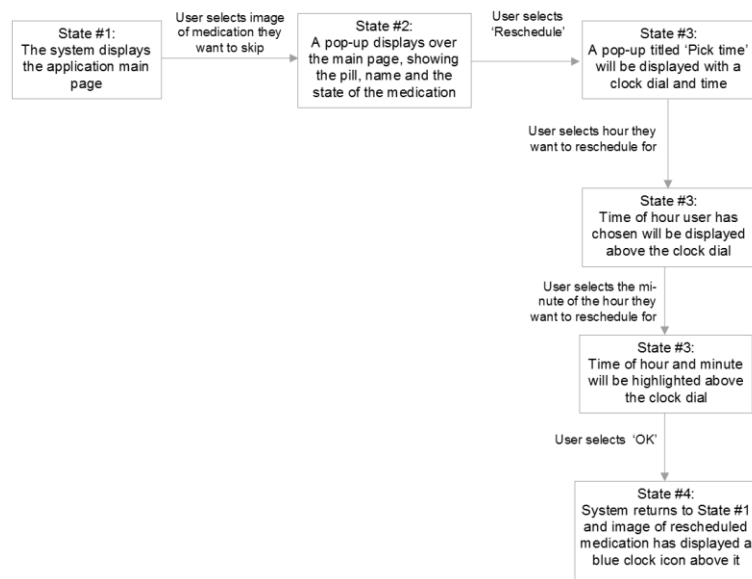 State #1:
The system displays
the application main
page
User selects image
of medication they
want to skip
State #2:
A pop-up displays over
the main page, showing
the pill, name and the
state of the medication
User selects
‘Reschedule’
State #3:
A pop-up titled ‘Pick time’
will be displayed with a
clock dial and time
User selects hour they
want to reschedule for
State #3:
Time of hour user has
chosen will be displayed
above the clock dial
User selects the mi-
nute of the hour they
want to reschedule for
State #3:
Time of hour and minute
will be highlighted above
the clock dial
User selects ‘OK’
State #4:
System returns to State #1
and image of rescheduled
medication has displayed a
blue clock icon above it